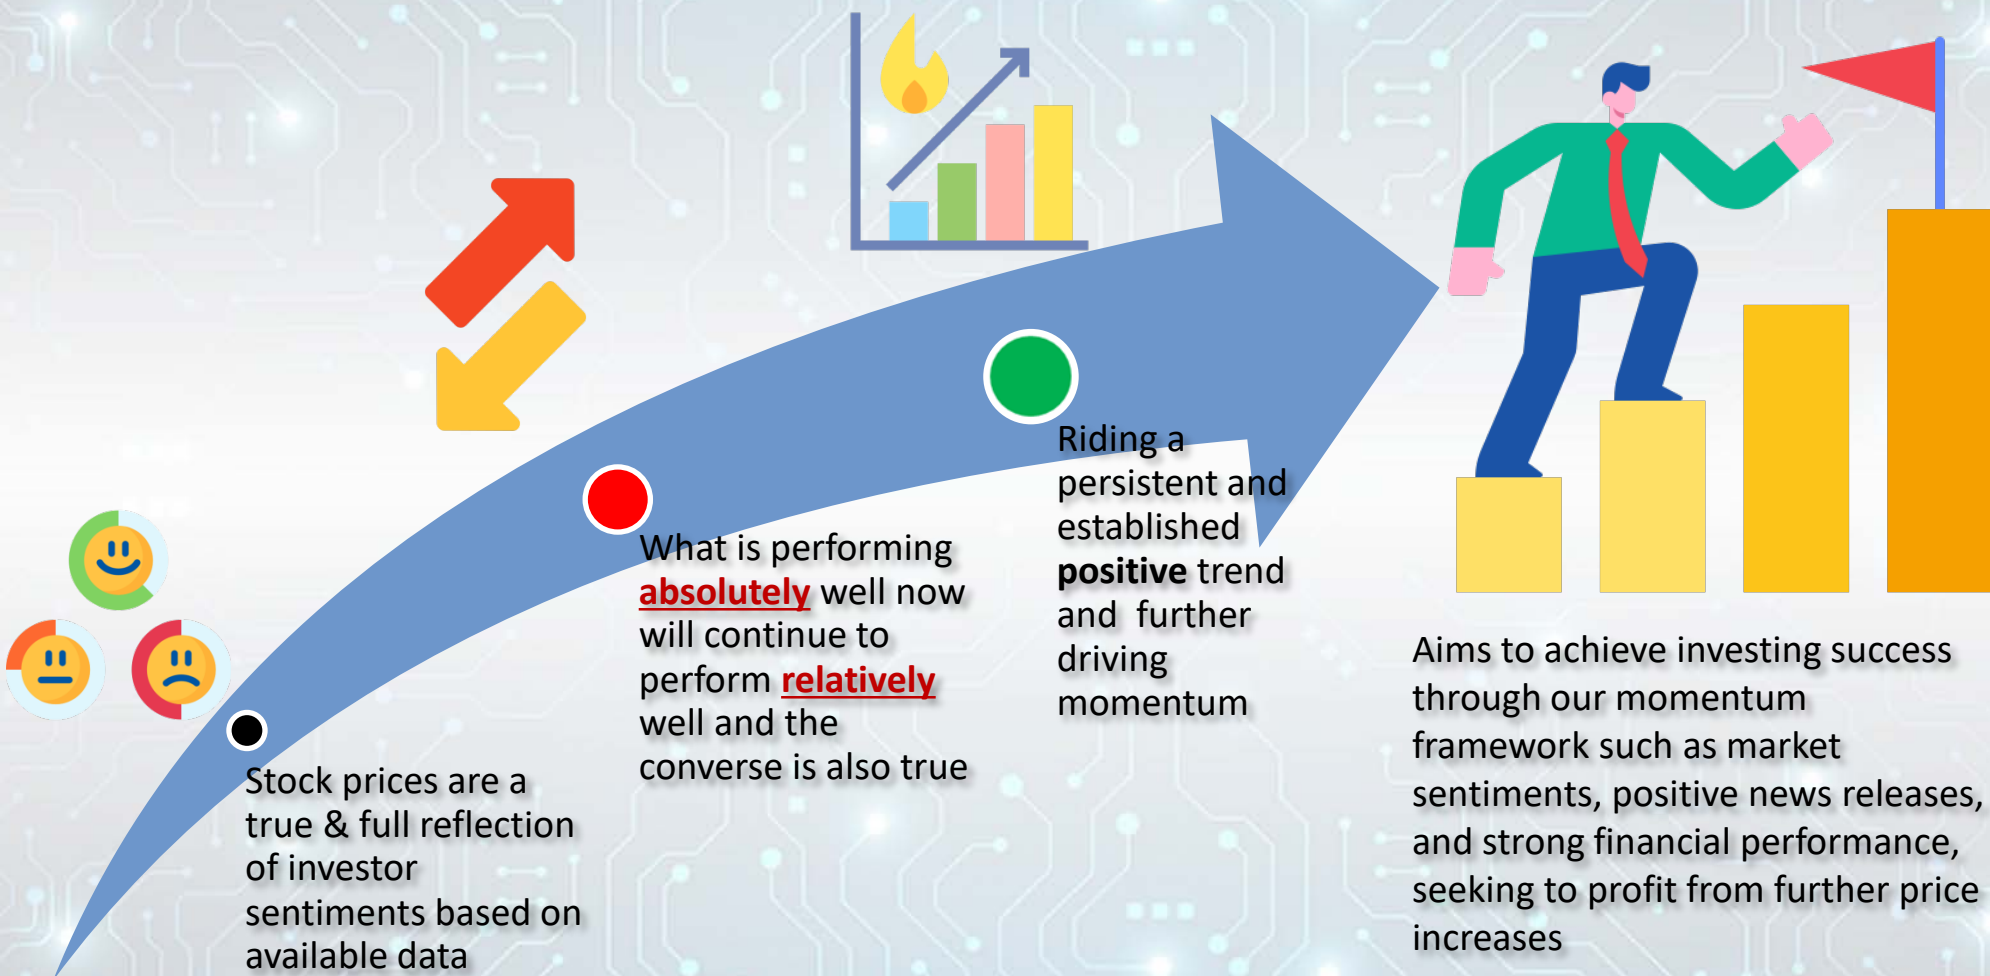 Stock prices are a
true & full reflection
of investor
sentiments based on
available data
What is performing
absolutely well now
will continue to
perform relatively
well and the
converse is also true
Riding a
persistent and
established
positive trend
and further
driving
momentum
Aims to achieve investing success
through our momentum
framework such as market
sentiments, positive news releases,
and strong financial performance,
seeking to profit from further price
increases